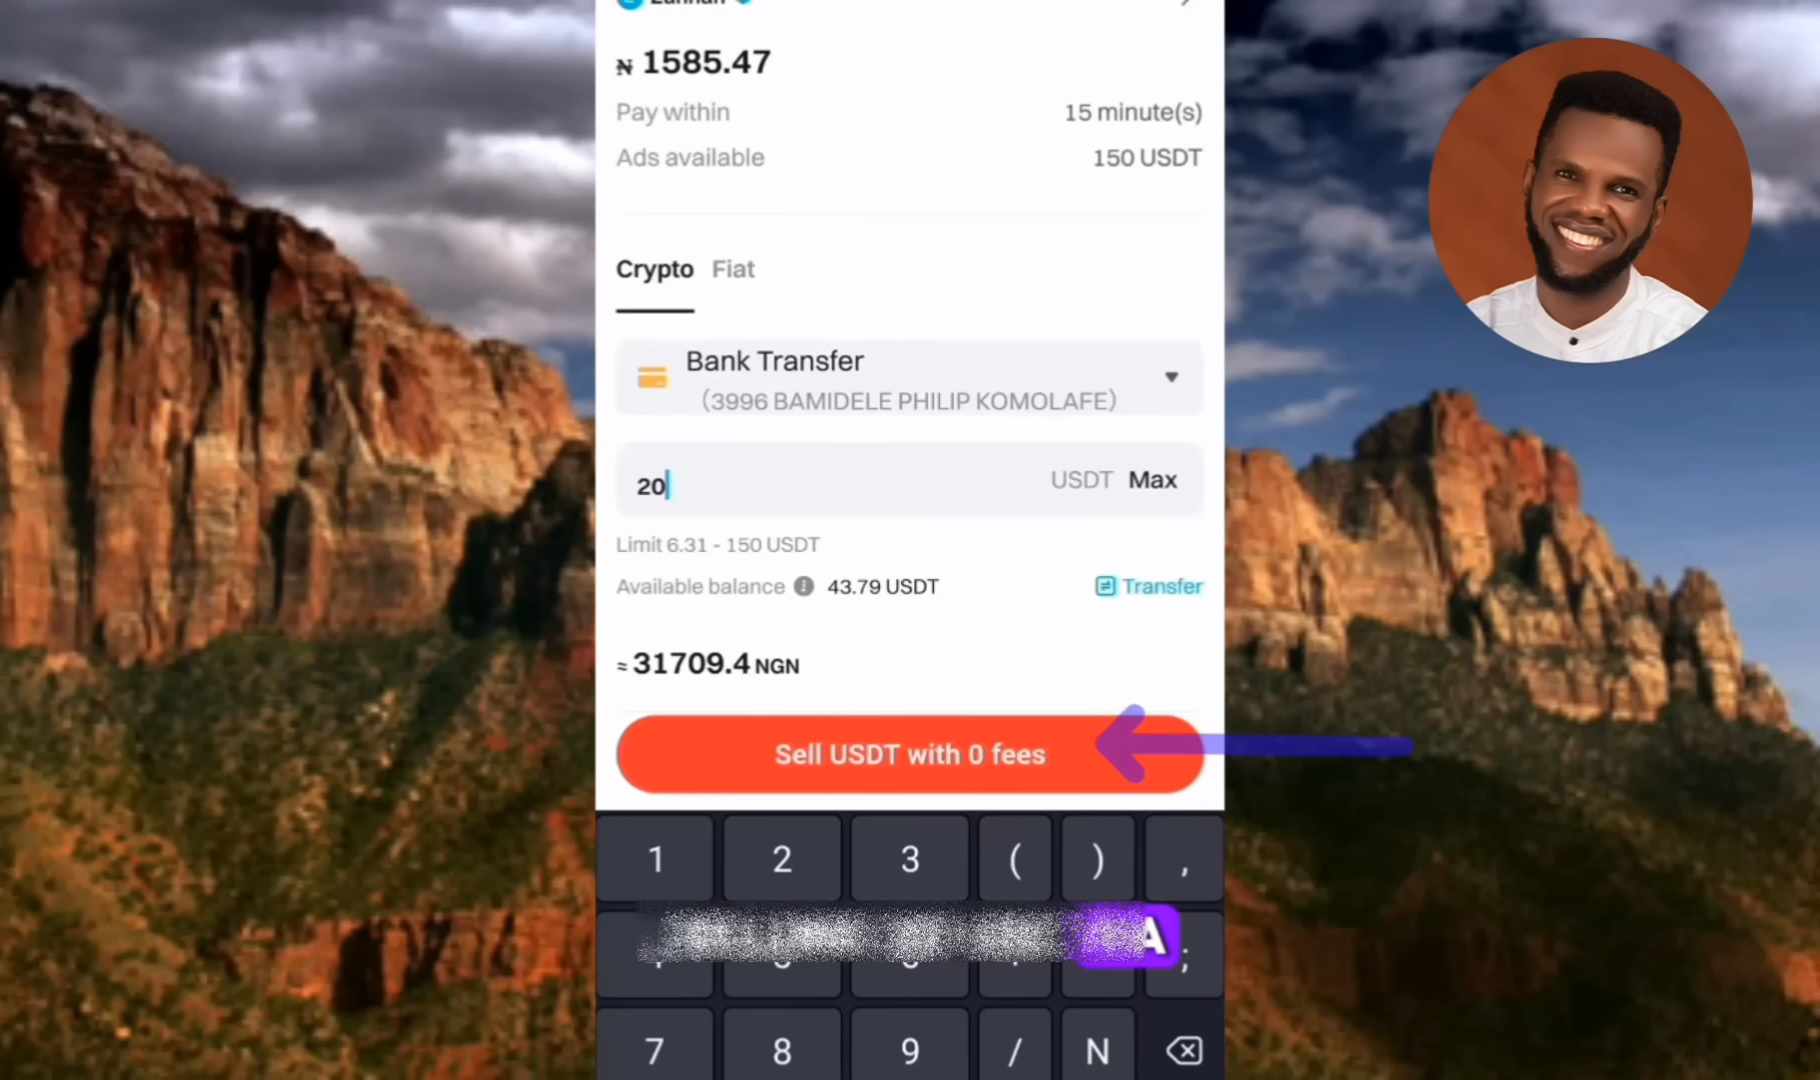 ₦ 1585.47
Pay within 15 minute(s)
Ads available 150 USDT
Crypto Fiat
Bank Transfer
(3996 BAMIDELE PHILIP KOMOLAFE)
20 USDT Max
Limit 6.31 - 150 USDT
Available balance 43.79 USDT Transfer
≈ 31709.4 NGN
Sell USDT with 0 fees
1 2 3 ( ) ,
A ;
7 8 9 / N